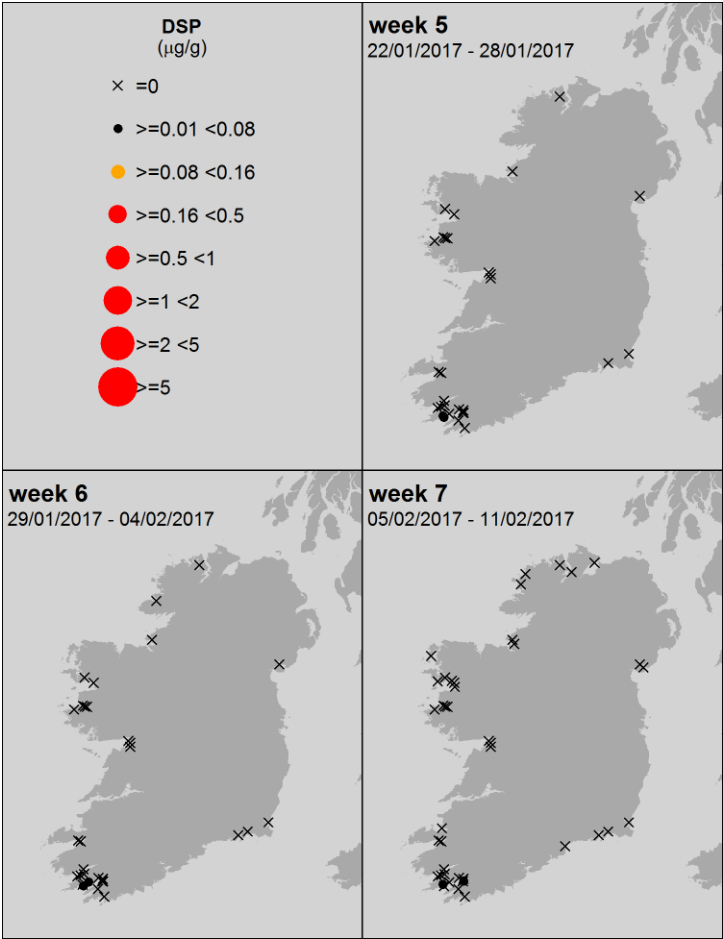 DSP
(µg/g)
=0
>=0.01 <0.08
>=0.08 <0.16
>=0.16 <0.5
>=0.5 <1
>=1 <2
>=2 <5
>=5
week 5
22/01/2017 - 28/01/2017
week 6
29/01/2017 - 04/02/2017
week 7
05/02/2017 - 11/02/2017